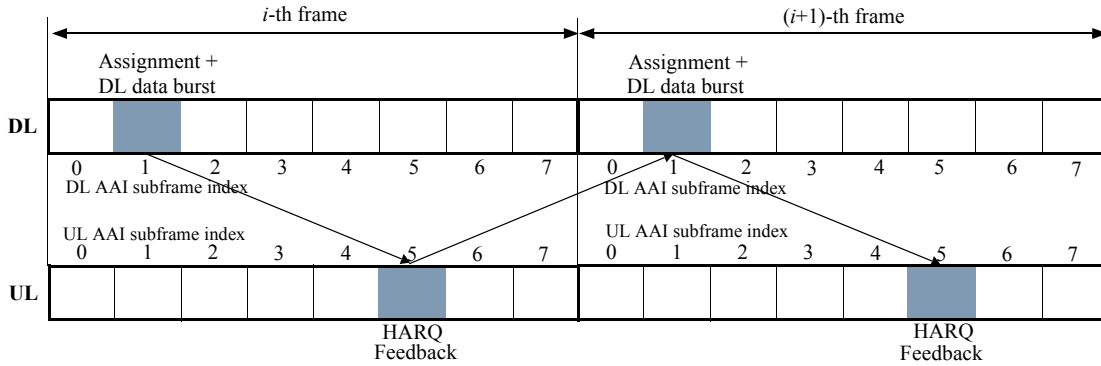 i-th frame (i+1)-th frame
Assignment + Assignment +
DL data burst DL data burst
DL
0 1 2 3 4 5 6 7 0 1 2 3 4 5 6 7
DL AAI subframe index DL AAI subframe index
UL AAI subframe index UL AAI subframe index
0 1 2 3 4 5 6 7 0 1 2 3 4 5 6 7
UL
HARQ HARQ
Feedback Feedback